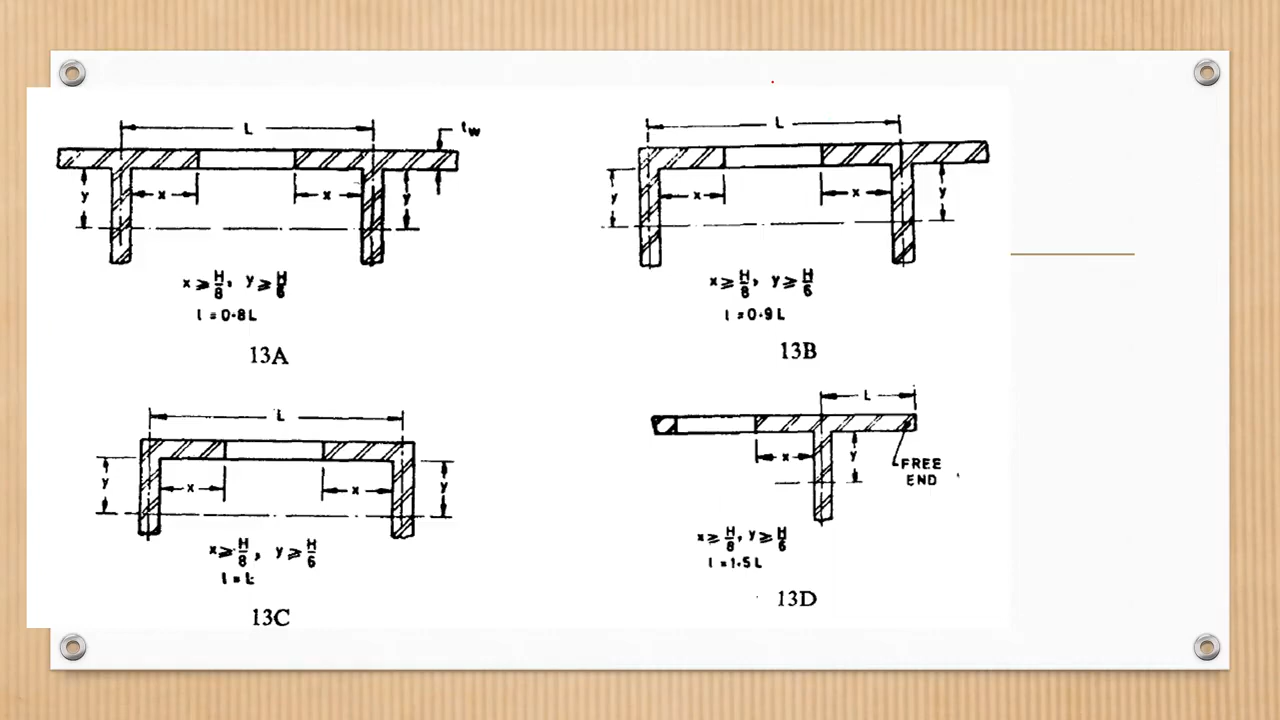 L
tw
y
x
x
y
x ≥ H/8, y ≥ H/6
l = 0·8L
13A
L
y
x
x
y
x ≥ H/8, y ≥ H/6
l = 0·9L
13B
L
y
x
x
y
x ≥ H/8, y ≥ H/6
l = L
13C
L
x
y
FREE
END
x ≥ H/8, y ≥ H/6
l = 1·5L
13D